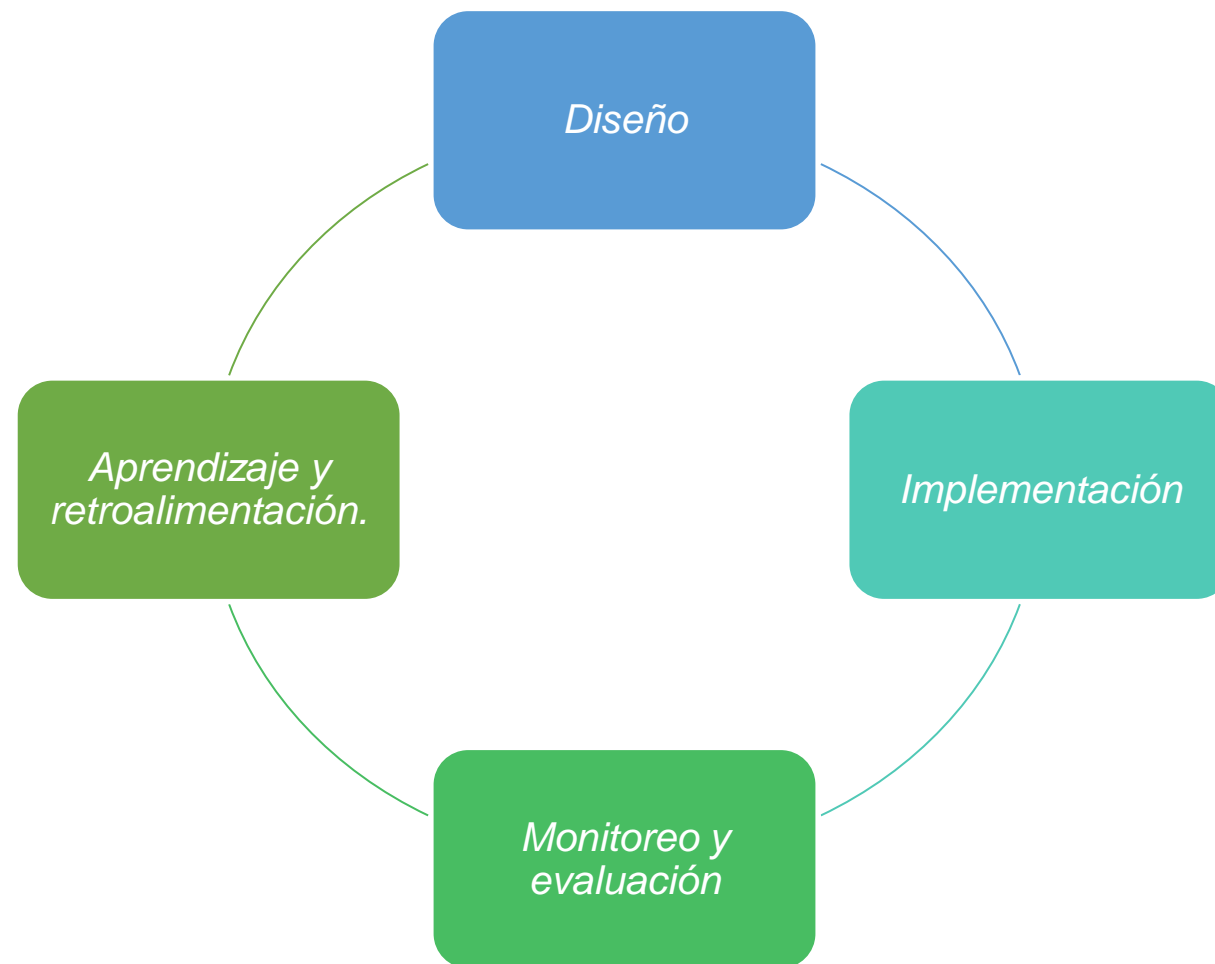 Diseño
Aprendizaje y
retroalimentación.
Implementación
Monitoreo y
evaluación